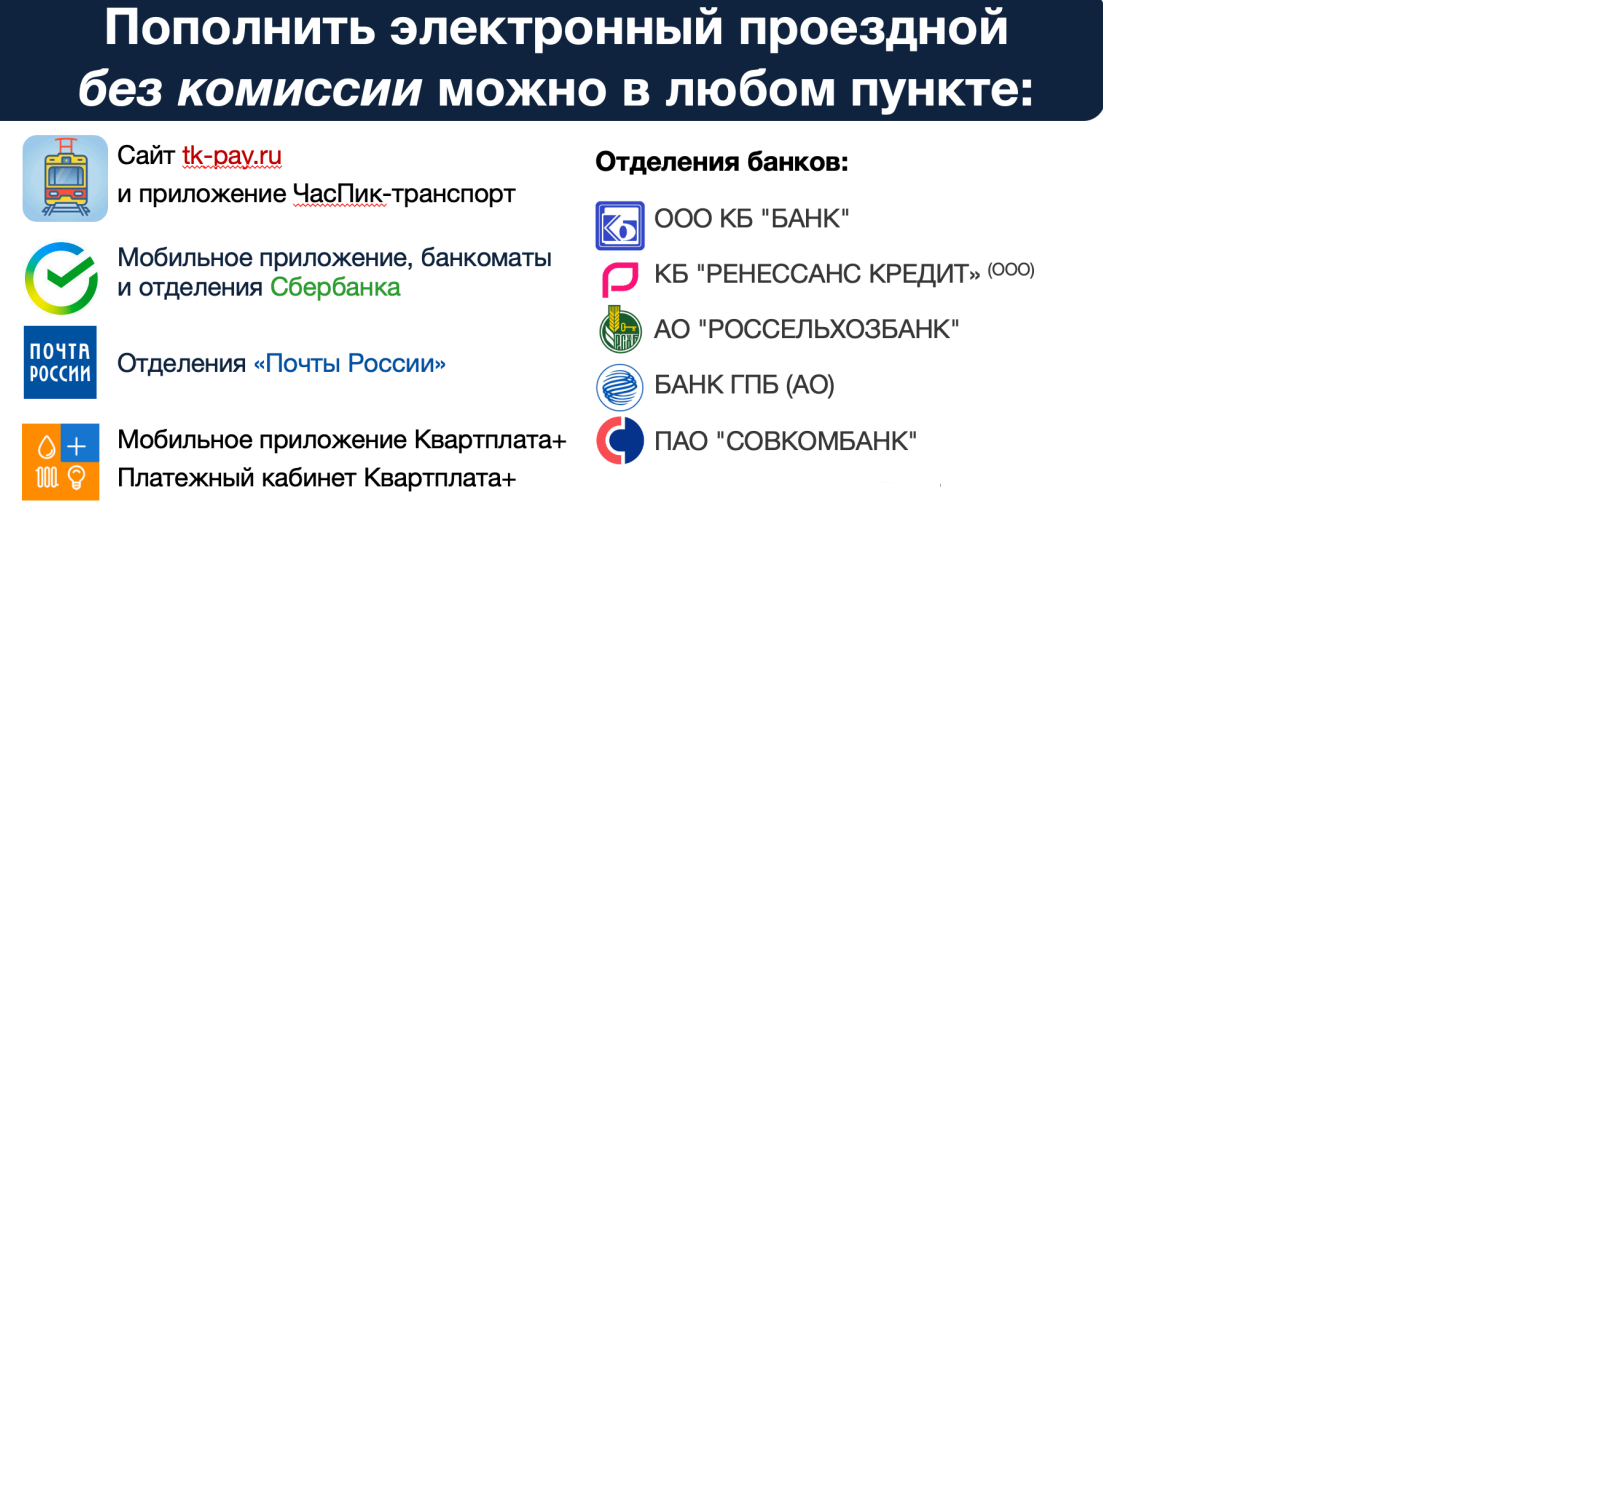 Пополнить электронный проездной
без комиссии можно в любом пункте:
Сайт tk-pay.ru
и приложение ЧасПик-транспорт
Мобильное приложение, банкоматы
и отделения Сбербанка
ПОЧТА
РОССИИ
Отделения «Почты России»
Мобильное приложение Квартплата+
Платежный кабинет Квартплата+
Отделения банков:
Кб
ООО КБ "БАНК"
КБ "РЕНЕССАНС КРЕДИТ» (ООО)
РСХБ
АО "РОССЕЛЬХОЗБАНК"
БАНК ГПБ (АО)
ПАО "СОВКОМБАНК"